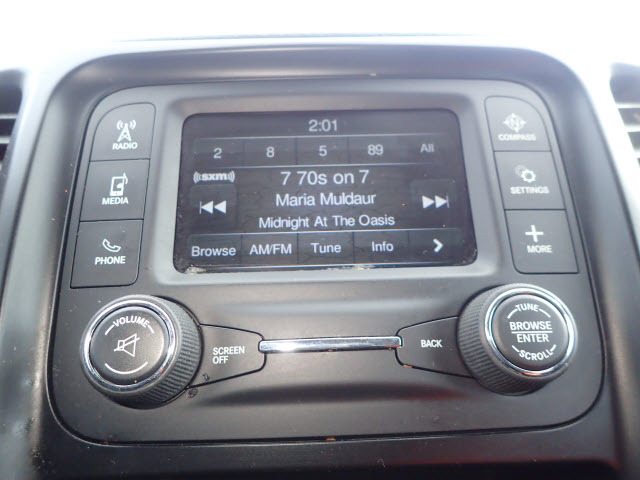 2:01
2 8 5 89 All
((sxm)) 7 70s on 7
Maria Muldaur
Midnight At The Oasis
Browse AM/FM Tune Info
RADIO
MEDIA
PHONE
N
COMPASS
SETTINGS
MORE
VOLUME
SCREEN
OFF
BACK
TUNE
BROWSE
ENTER
SCROLL